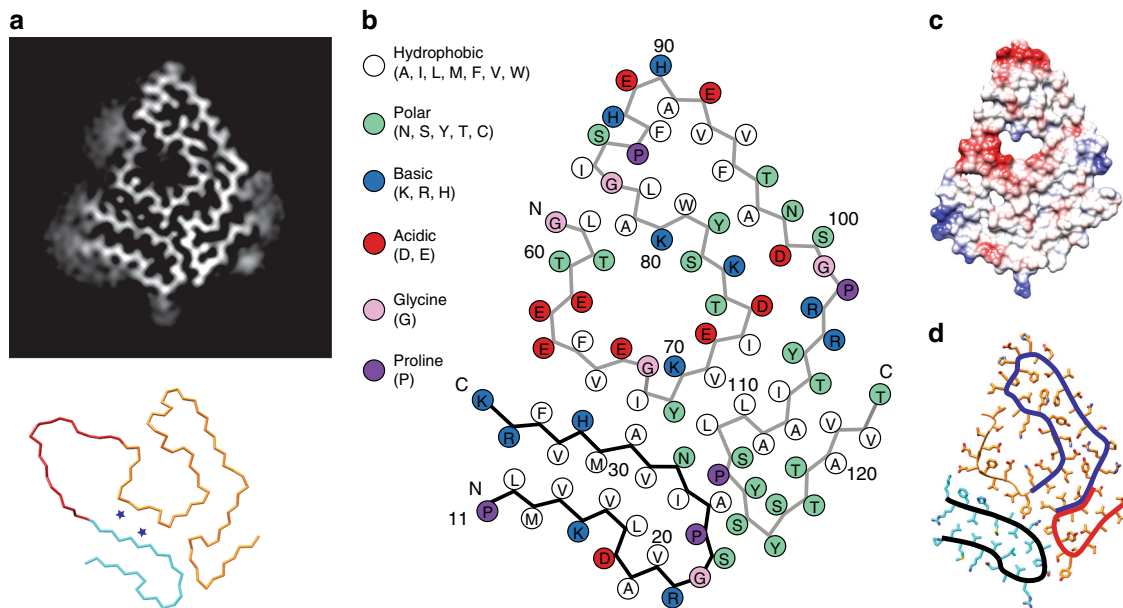 a
b
c
90
Hydrophobic
(A, I, L, M, F, V, W)
H
E
E
H
A
Polar
(N, S, Y, T, C)
S
F
V
V
P
I
F
Basic
(K, R, H)
G
L
T
N
W
A
N
G
L
A
Y
100
S
60
K
80
Acidic
(D, E)
T
T
S
K
D
G
P
E
E
T
D
R
Glycine
(G)
E
F
E
E
I
R
d
70
Y
Proline
(P)
V
G
K
V
T
C
I
Y
110
I
C
K
L
T
F
H
L
V
R
V
A
A
A
V
M
30
N
S
T
A
120
N
L
V
V
V
I
P
11
P
M
A
Y
S
T
K
L
20
P
S
Y
D
V
S
A
R
G